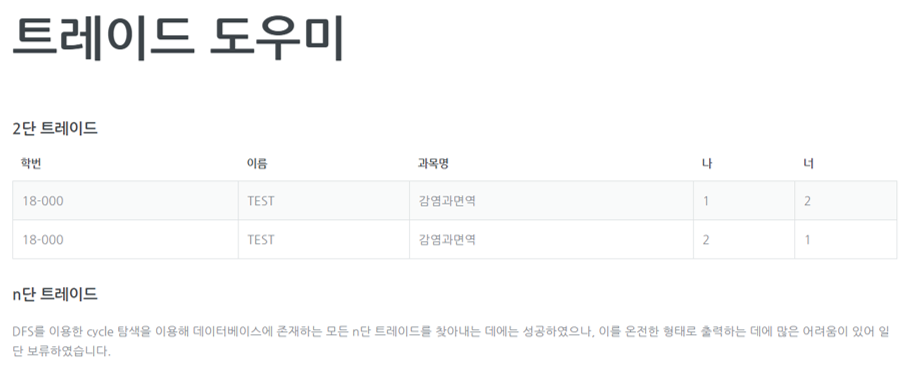 트레이드 도우미
2단 트레이드
학번 이름 과목명 나 너
18-000 TEST 감염과면역 1 2
18-000 TEST 감염과면역 2 1
n단 트레이드
DFS를 이용한 cycle 탐색을 이용해 데이터베이스에 존재하는 모든 n단 트레이드를 찾아내는 데에는 성공하였으나, 이를 온전한 형태로 출력하는 데에 많은 어려움이 있어 일
단 보류하였습니다.